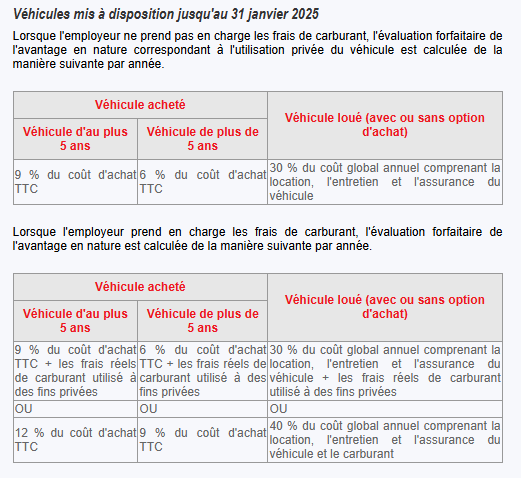 Véhicules mis à disposition jusqu'au 31 janvier 2025
Lorsque l'employeur ne prend pas en charge les frais de carburant, l'évaluation forfaitaire de
l'avantage en nature correspondant à l'utilisation privée du véhicule est calculée de la
manière suivante par année.
Véhicule acheté
Véhicule loué (avec ou sans option
d'achat)
Véhicule d'au plus
5 ans
Véhicule de plus de
5 ans
9 % du coût d'achat
TTC
6 % du coût d'achat
TTC
30 % du coût global annuel comprenant la
location, l'entretien et l'assurance du
véhicule
Lorsque l'employeur prend en charge les frais de carburant, l'évaluation forfaitaire de
l'avantage en nature est calculée de la manière suivante par année.
Véhicule acheté
Véhicule loué (avec ou sans option
d'achat)
Véhicule d'au plus
5 ans
Véhicule de plus de
5 ans
9 % du coût d'achat
TTC + les frais réels
de carburant utilisé à
des fins privées
6 % du coût d'achat
TTC + les frais réels de
carburant utilisé à des
fins privées
30 % du coût global annuel comprenant la
location, l'entretien et l'assurance du
véhicule + les frais réels de carburant
utilisé à des fins privées
OU
OU
OU
12 % du coût d'achat
TTC
9 % du coût d'achat
TTC
40 % du coût global annuel comprenant la
location, l'entretien et l'assurance du
véhicule et le carburant